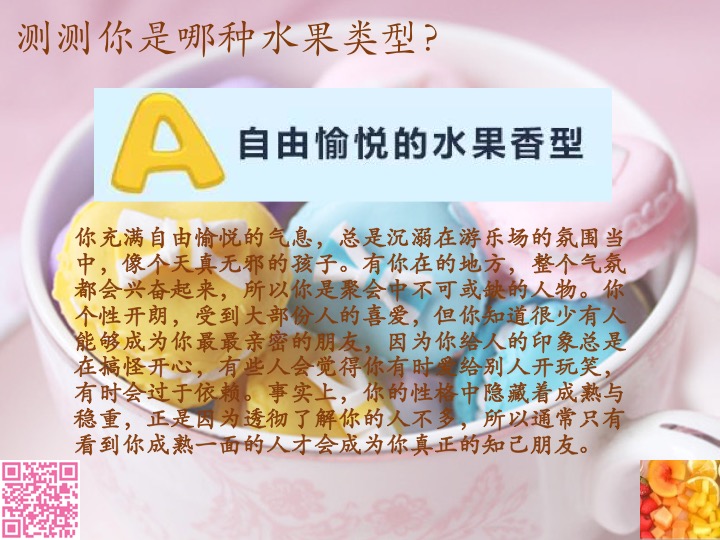 测测你是哪种水果类型？
A 自由愉悦的水果香型
你充满自由愉悦的气息，总是沉溺在游乐场的氛围当
中，像个天真无邪的孩子。有你在的地方，整个气氛
都会兴奋起来，所以你是聚会中不可或缺的人物。你
个性开朗，受到大部份人的喜爱，但你知道很少有人
能够成为你最最亲密的朋友，因为你给人的印象总是
在搞怪开心，有些人会觉得你有时爱给别人开玩笑，
有时会过于依赖。事实上，你的性格中隐藏着成熟与
稳重，正是因为透彻了解你的人不多，所以通常只有
看到你成熟一面的人才会成为你真正的知己朋友。